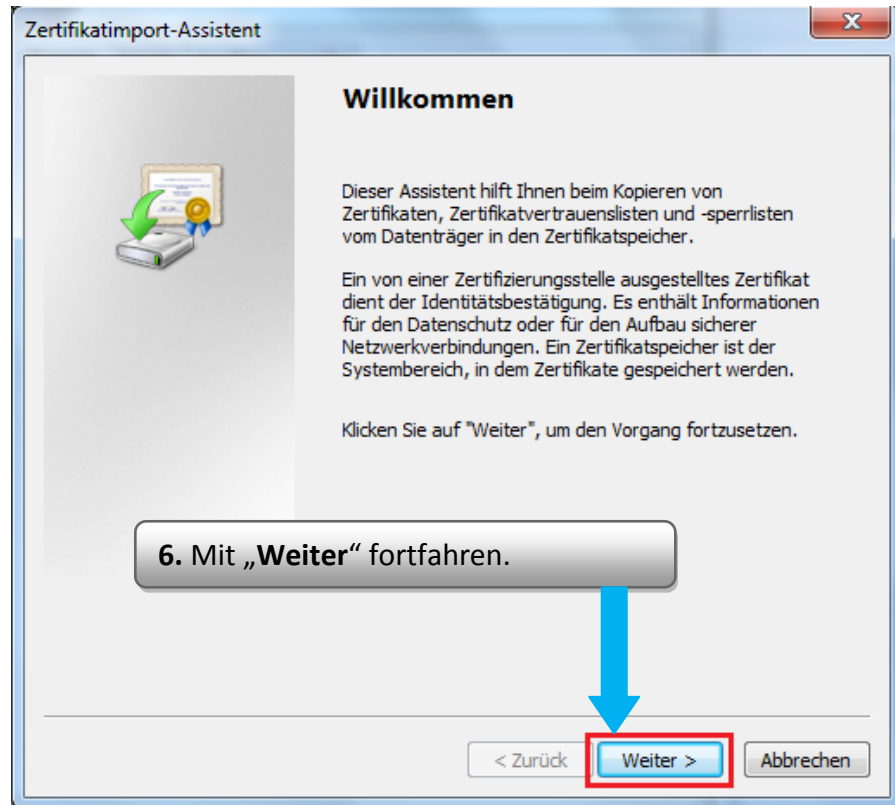 Zertifikatimport-Assistent
Willkommen
Dieser Assistent hilft Ihnen beim Kopieren von
Zertifikaten, Zertifikatvertrauenslisten und -sperrlisten
vom Datenträger in den Zertifikatspeicher.
Ein von einer Zertifizierungsstelle ausgestelltes Zertifikat
dient der Identitätsbestätigung. Es enthält Informationen
für den Datenschutz oder für den Aufbau sicherer
Netzwerkverbindungen. Ein Zertifikatspeicher ist der
Systembereich, in dem Zertifikate gespeichert werden.
Klicken Sie auf "Weiter", um den Vorgang fortzusetzen.
6. Mit „Weiter“ fortfahren.
< Zurück Weiter > Abbrechen